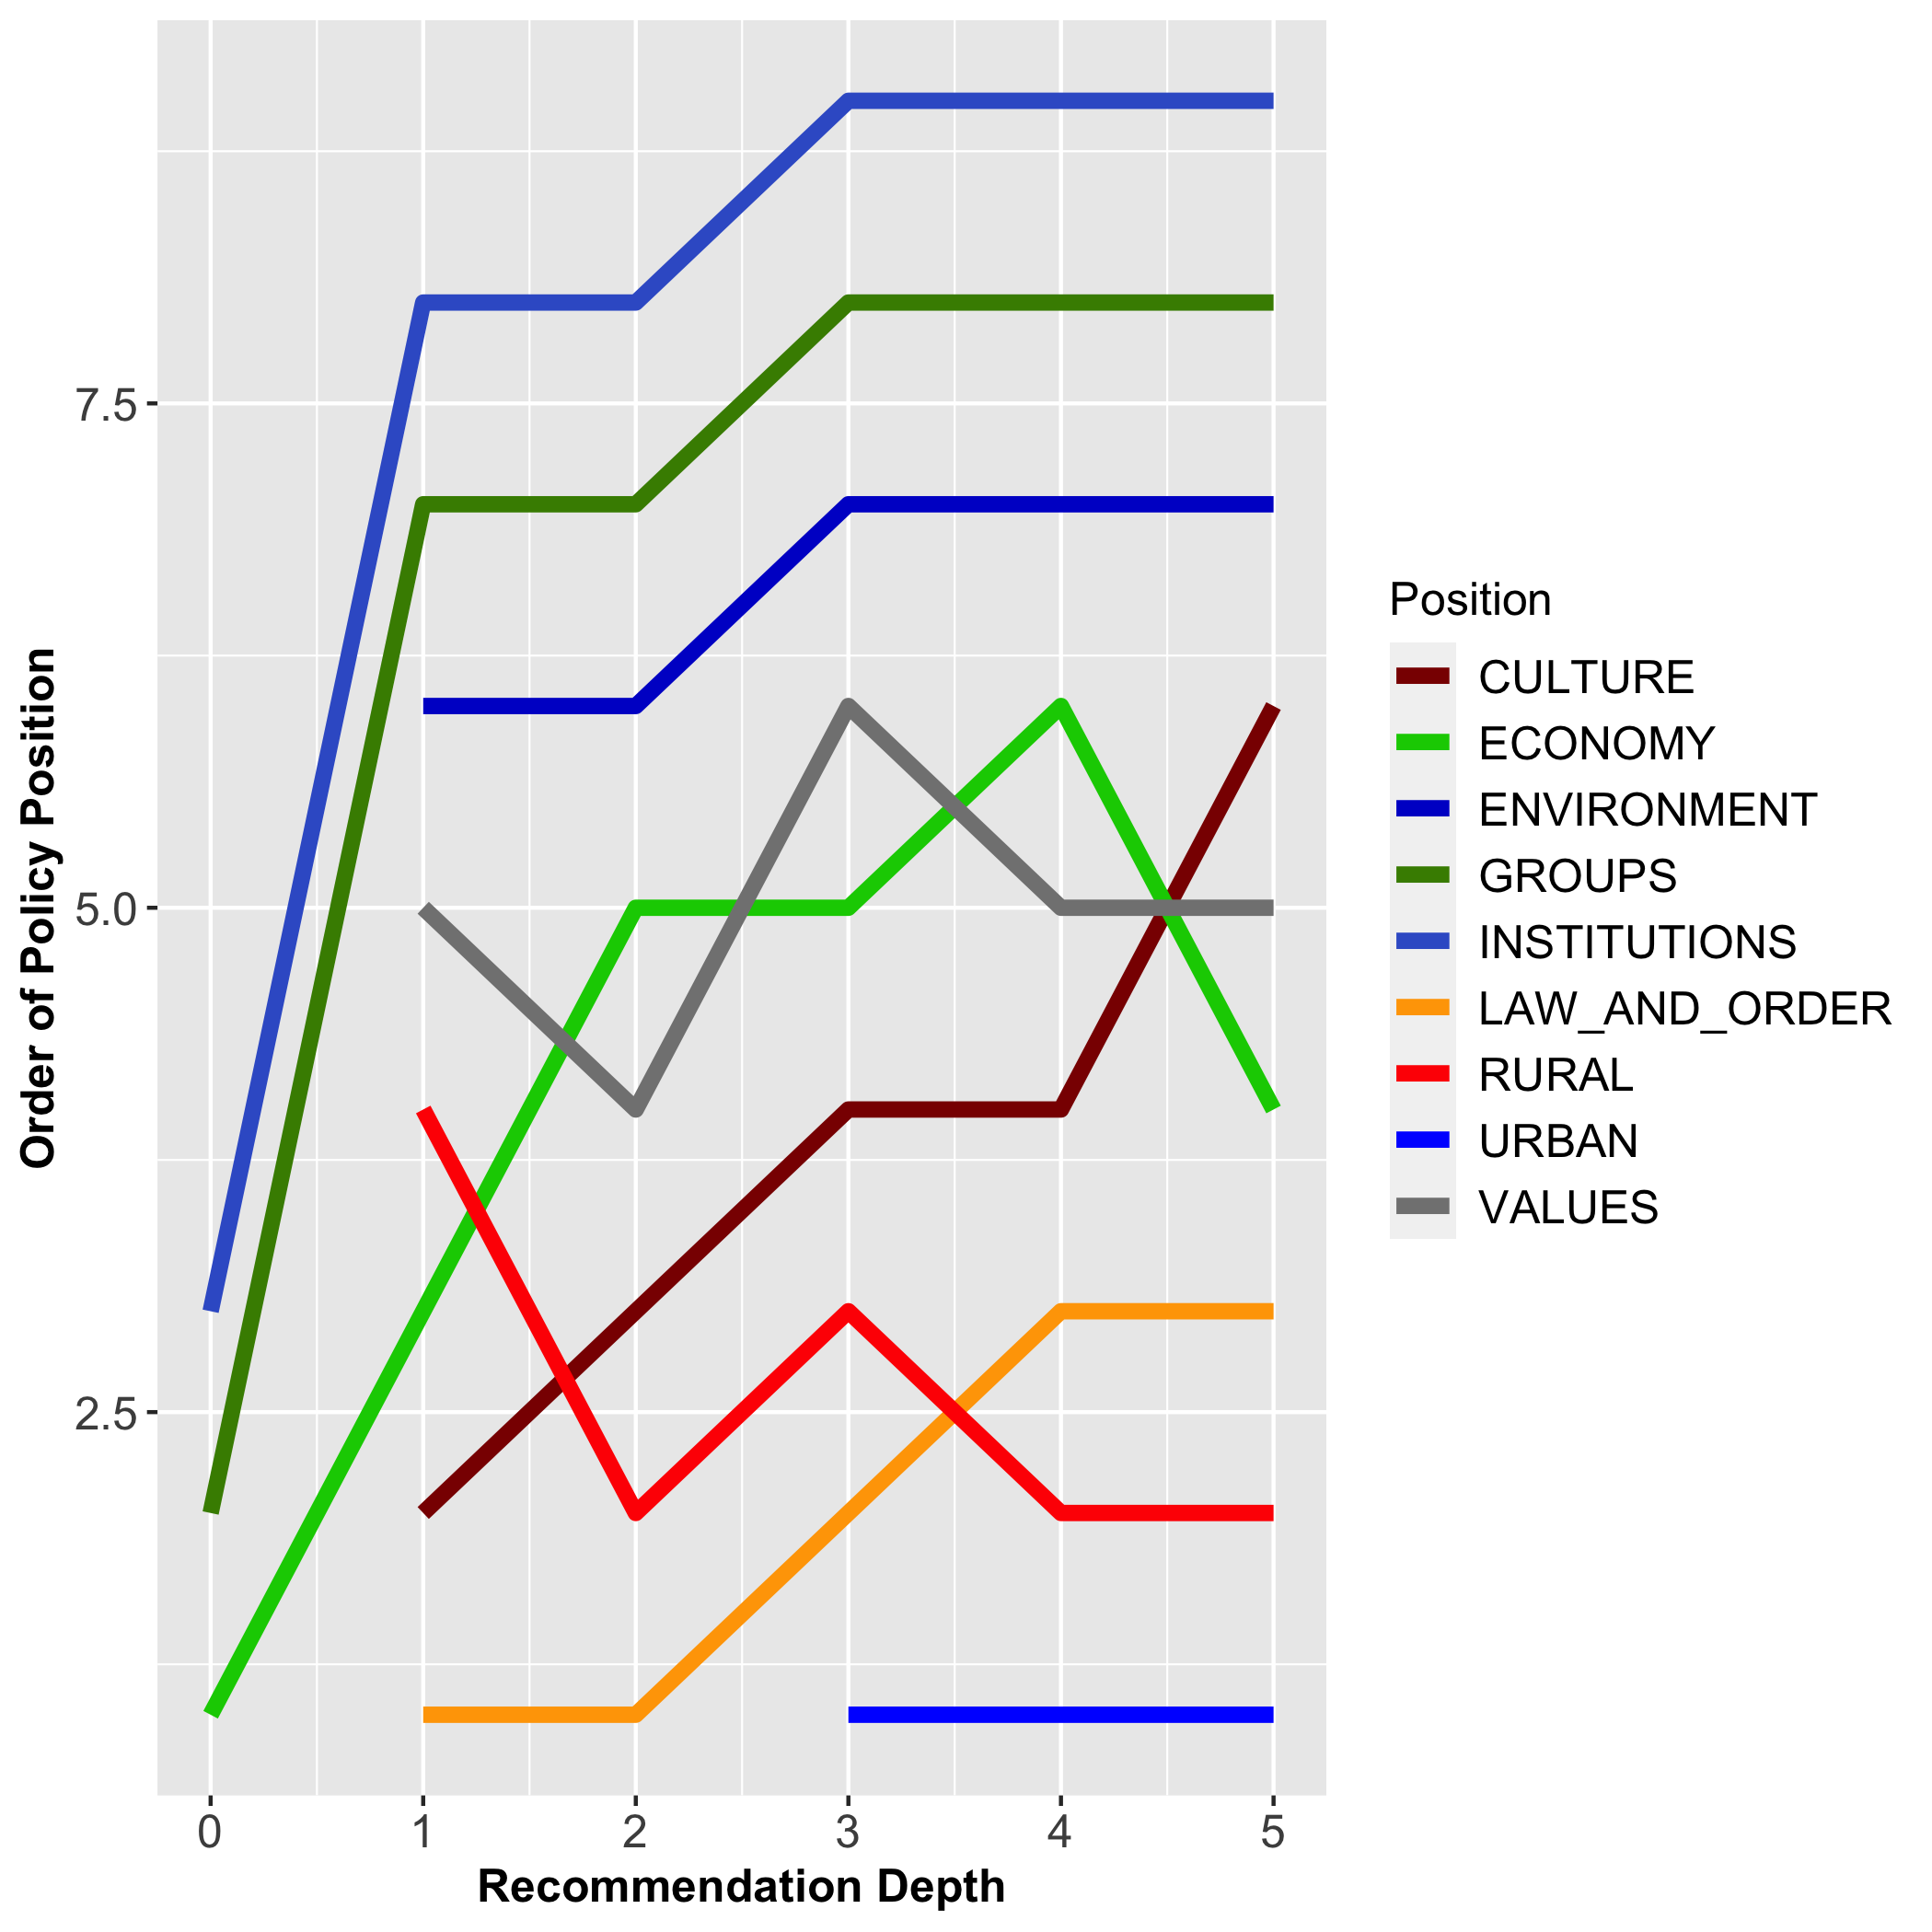 7.5
5.0
2.5
Order of Policy Position
0 1 2 3 4 5
Recommendation Depth
Position
CULTURE
ECONOMY
ENVIRONMENT
GROUPS
INSTITUTIONS
LAW_AND_ORDER
RURAL
URBAN
VALUES